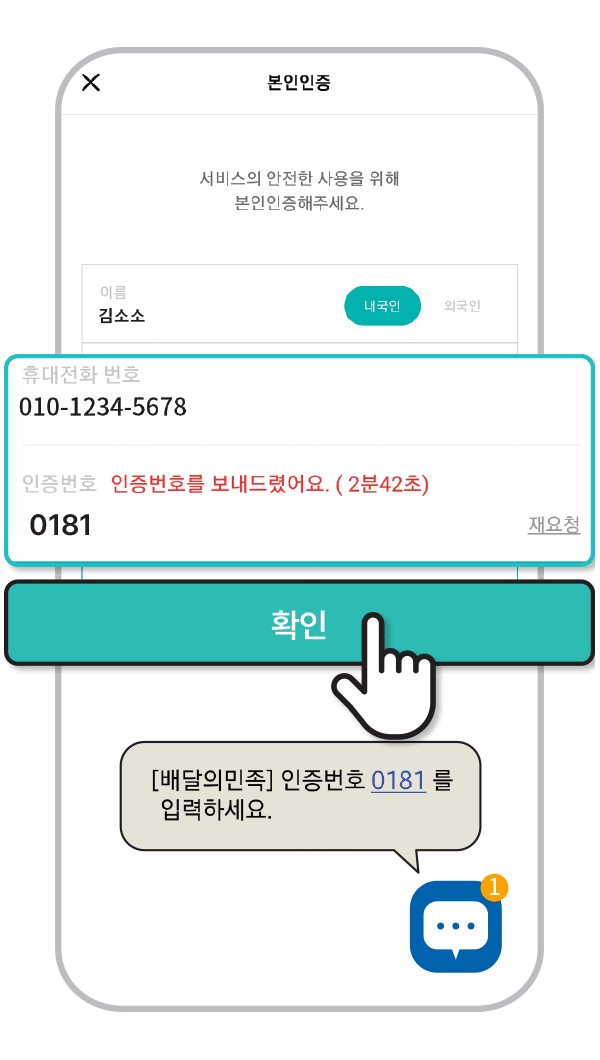 본인인증
서비스의 안전한 사용을 위해
본인인증해주세요.
이름
김소소
내국인
외국인
휴대전화 번호
010-1234-5678
인증번호 인증번호를 보내드렸어요. ( 2분42초)
0181
재요청
확인
[배달의민족] 인증번호 0181 를
입력하세요.
1